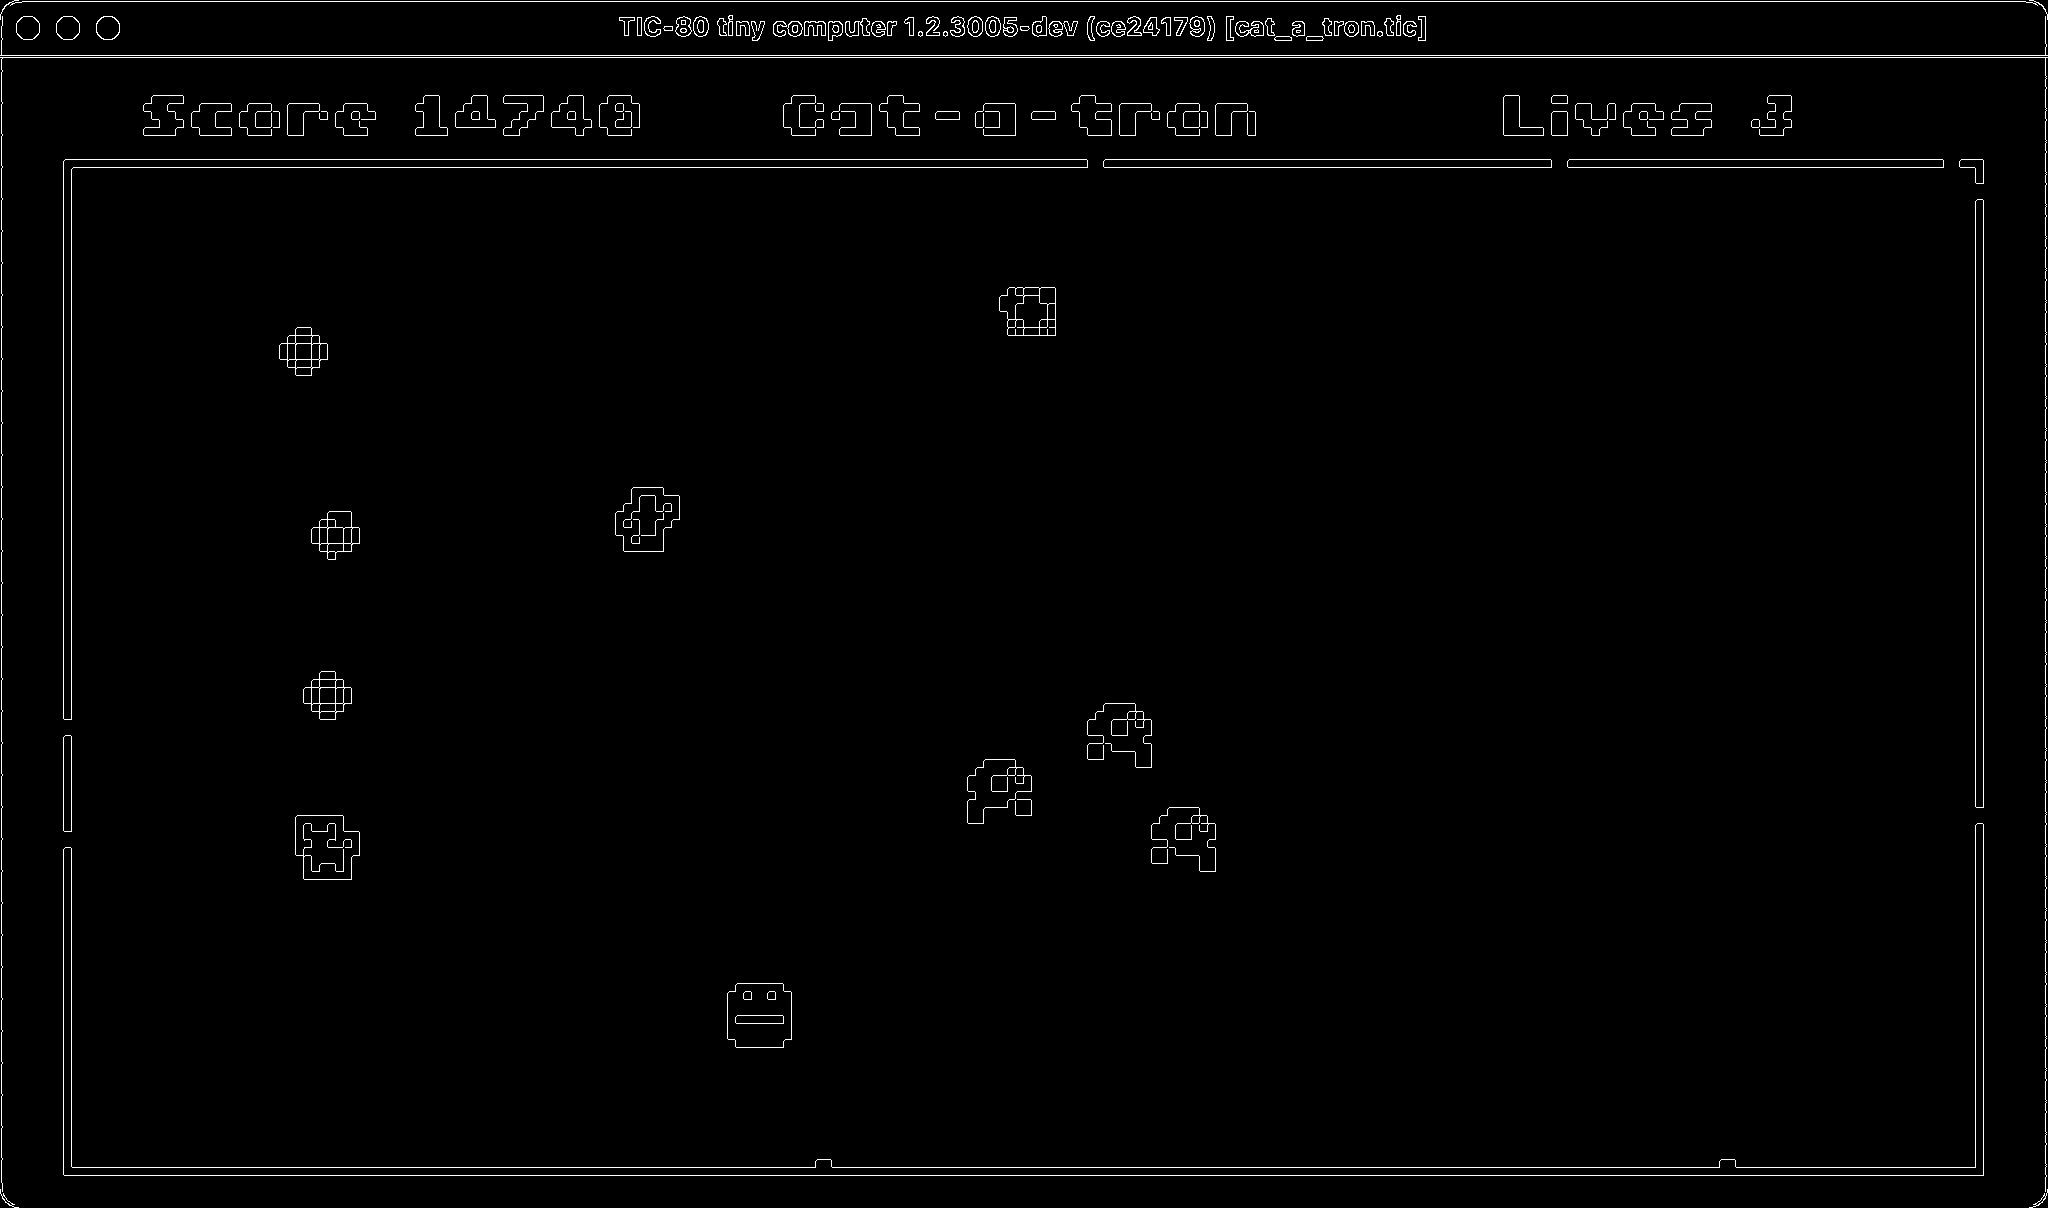 TIC-80 tiny computer 1.2.3005-dev (ce24179) [cat_a_tron.tic]
Score 14740 Cat-a-tron Lives 3